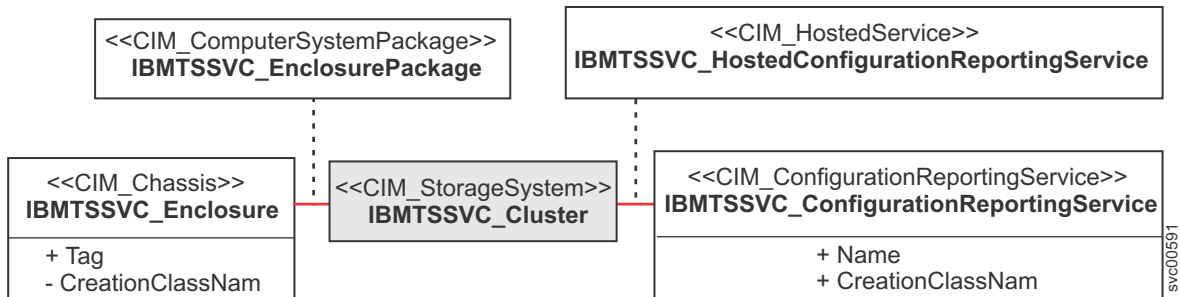 <<CIM_ComputerSystemPackage>>
IBMTSSVC_EnclosurePackage
<<CIM_HostedService>>
IBMTSSVC_HostedConfigurationReportingService
<<CIM_Chassis>>
IBMTSSVC_Enclosure
+ Tag
- CreationClassNam
<<CIM_StorageSystem>>
IBMTSSVC_Cluster
<<CIM_ConfigurationReportingService>>
IBMTSSVC_ConfigurationReportingService
+ Name
+ CreationClassNam
svc00591